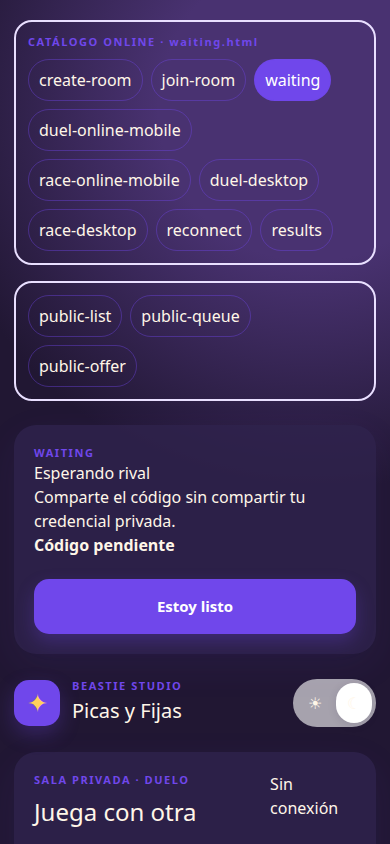 CATÁLOGO ONLINE · waiting.html
create-room join-room waiting
duel-online-mobile
race-online-mobile duel-desktop
race-desktop reconnect results
public-list public-queue
public-offer
WAITING
Esperando rival
Comparte el código sin compartir tu
credencial privada.
Código pendiente
Estoy listo
BEASTIE STUDIO
Picas y Fijas
SALA PRIVADA · DUELO
Juega con otra
Sin
conexión